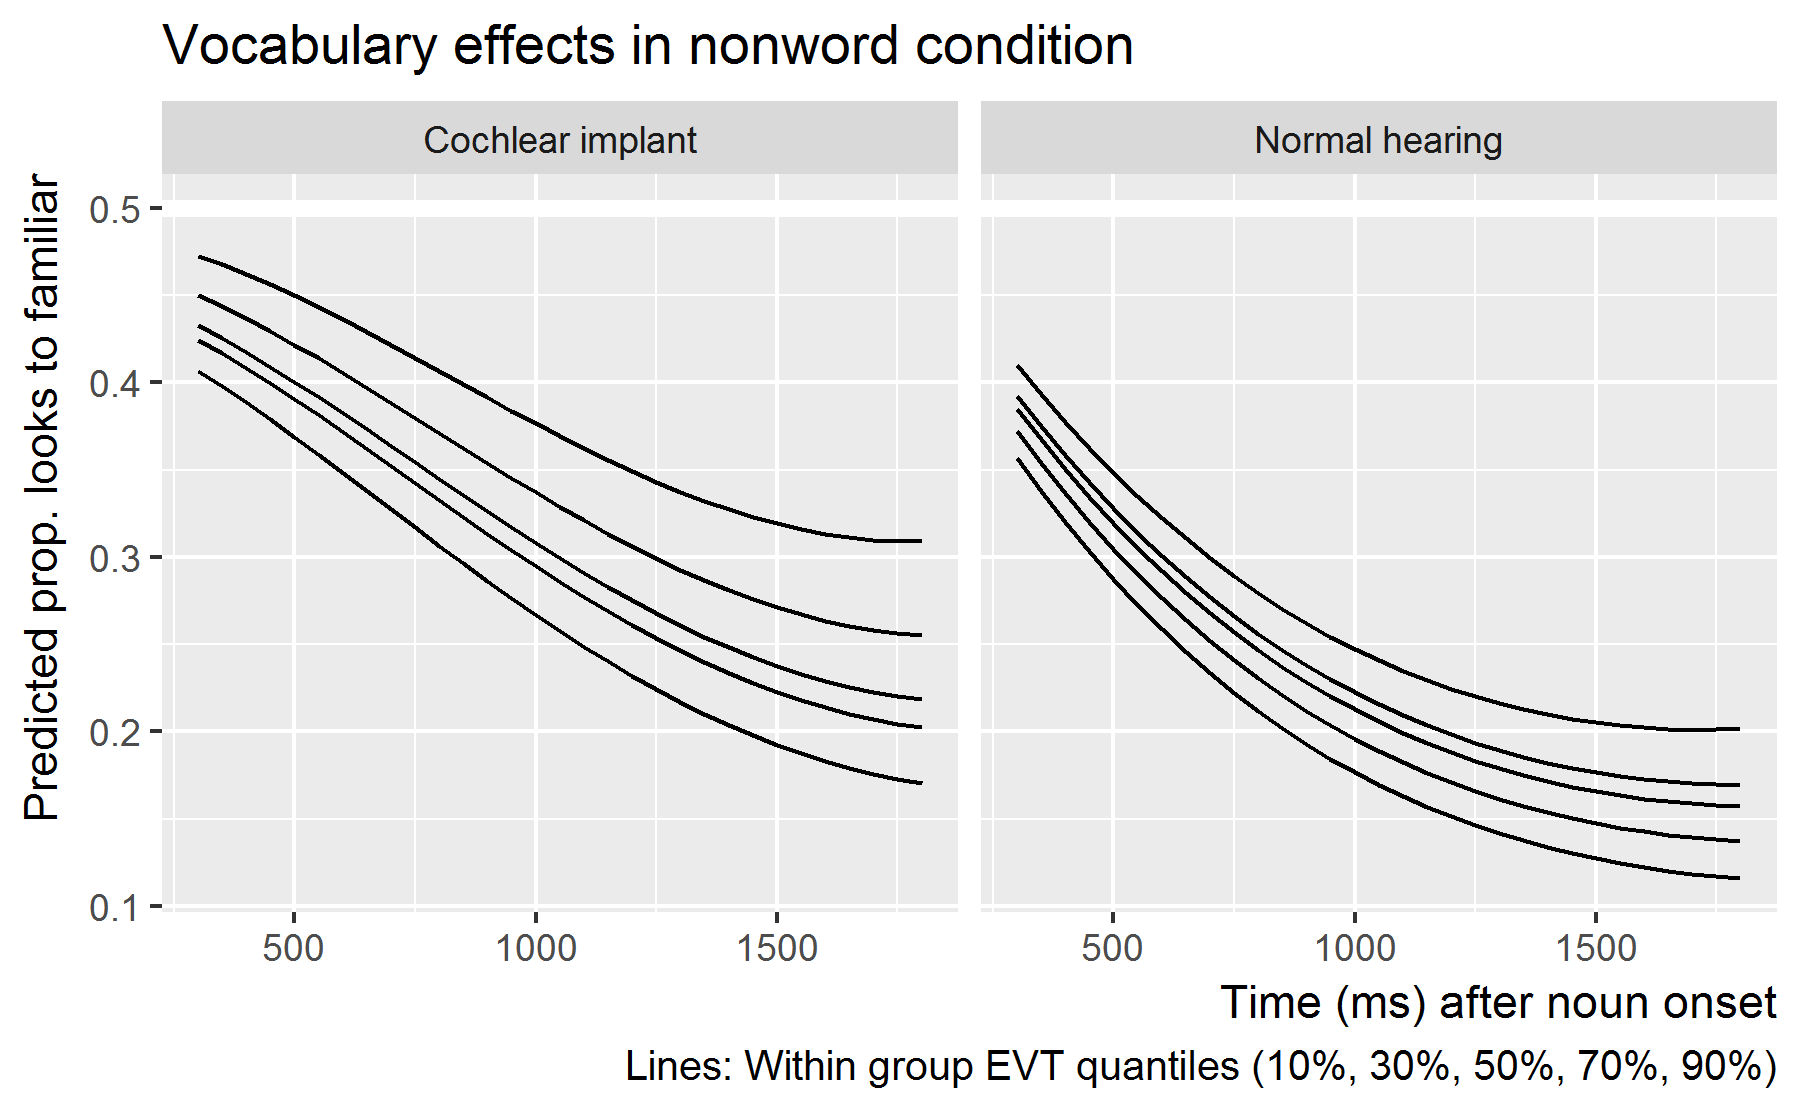 Vocabulary effects in nonword condition
Cochlear implant
Normal hearing
Predicted prop. looks to familiar
0.5
0.4
0.3
0.2
0.1
500 1000 1500
500 1000 1500
Time (ms) after noun onset
Lines: Within group EVT quantiles (10%, 30%, 50%, 70%, 90%)